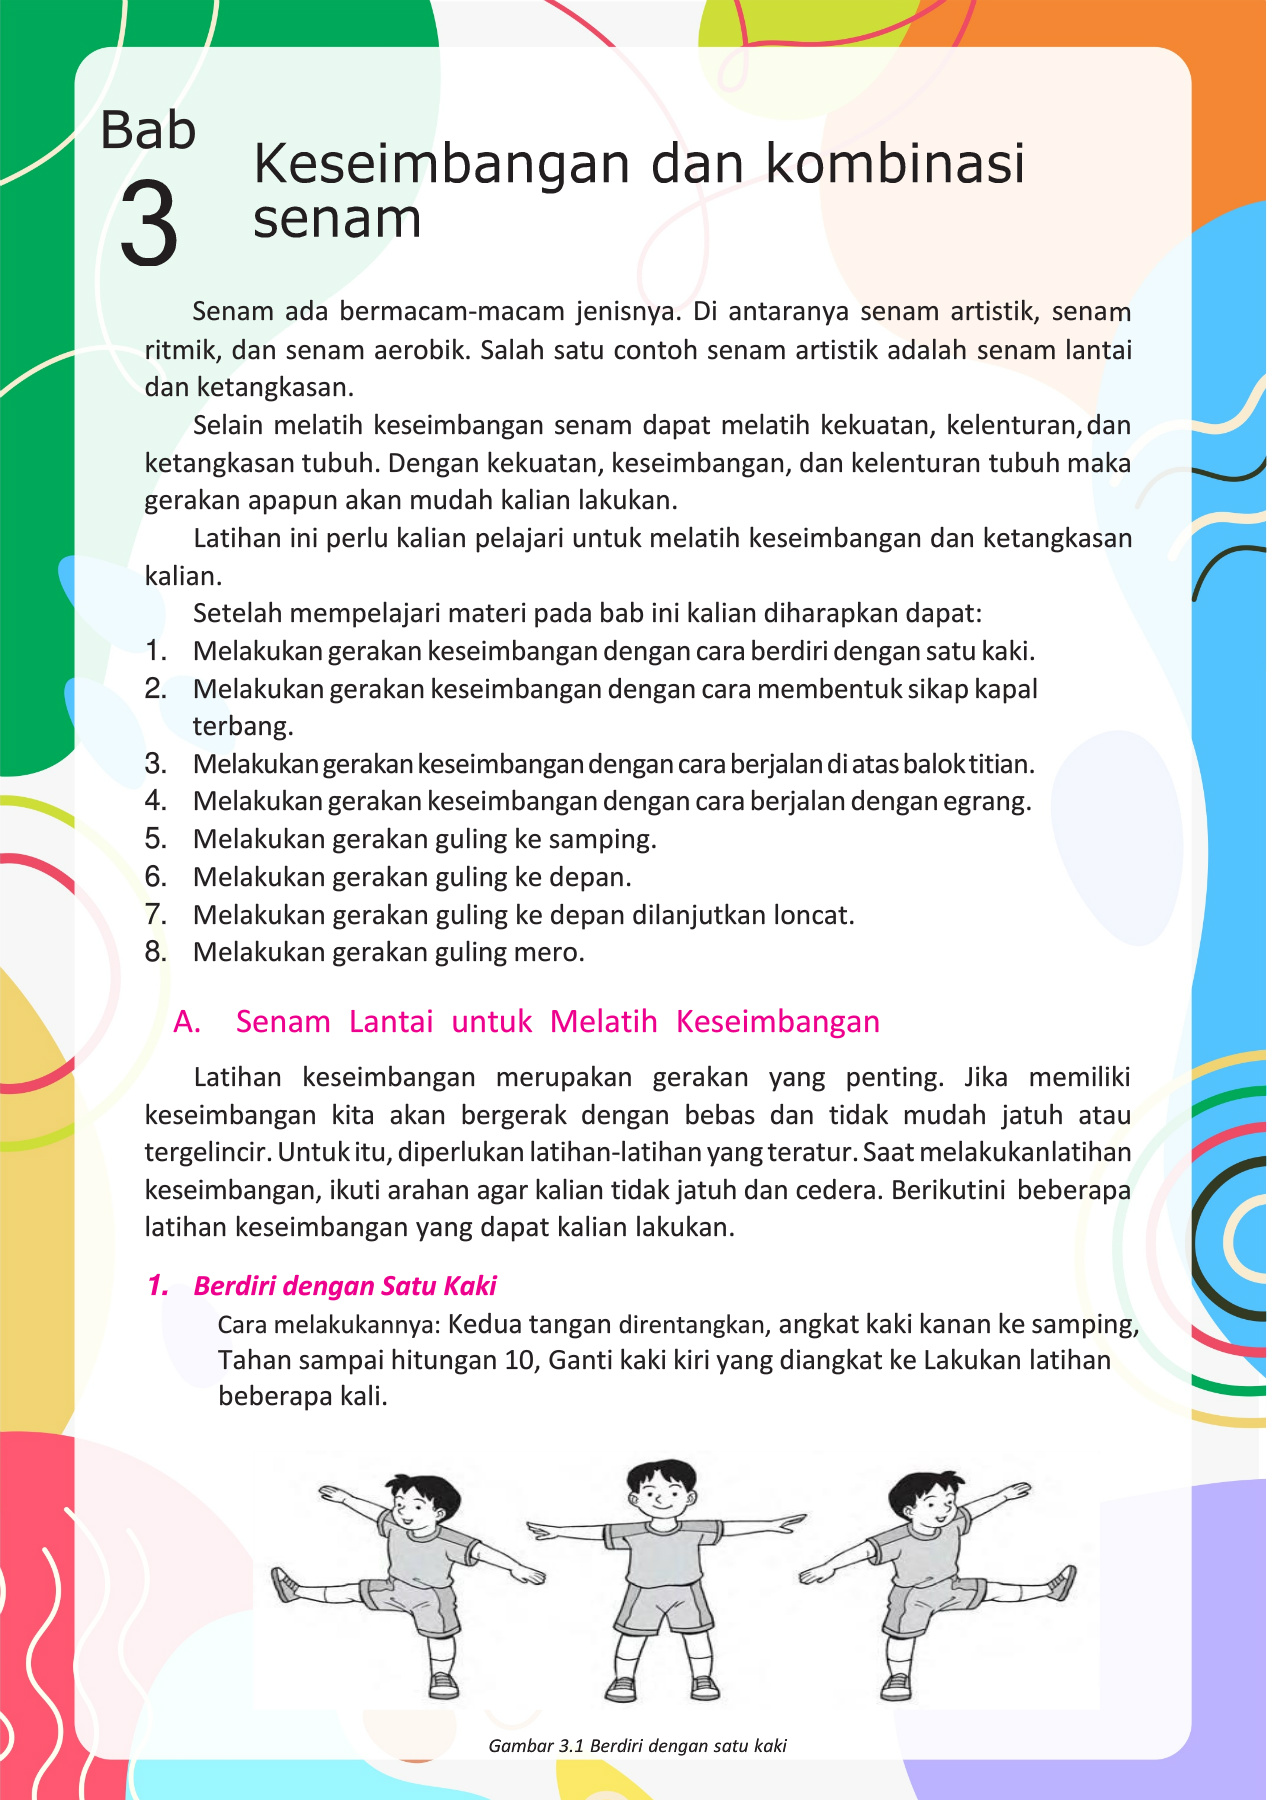 Bab
3
Keseimbangan dan kombinasi
senam
Senam ada bermacam-macam jenisnya. Di antaranya senam artistik, senam
ritmik, dan senam aerobik. Salah satu contoh senam artistik adalah senam lantai
dan ketangkasan.
Selain melatih keseimbangan senam dapat melatih kekuatan, kelenturan, dan
ketangkasan tubuh. Dengan kekuatan, keseimbangan, dan kelenturan tubuh maka
gerakan apapun akan mudah kalian lakukan.
Latihan ini perlu kalian pelajari untuk melatih keseimbangan dan ketangkasan
kalian.
Setelah mempelajari materi pada bab ini kalian diharapkan dapat:
1. Melakukan gerakan keseimbangan dengan cara berdiri dengan satu kaki.
2. Melakukan gerakan keseimbangan dengan cara membentuk sikap kapal
terbang.
3. Melakukan gerakan keseimbangan dengan cara berjalan di atas balok titian.
4. Melakukan gerakan keseimbangan dengan cara berjalan dengan egrang.
5. Melakukan gerakan guling ke samping.
6. Melakukan gerakan guling ke depan.
7. Melakukan gerakan guling ke depan dilanjutkan loncat.
8. Melakukan gerakan guling mero.
A. Senam Lantai untuk Melatih Keseimbangan
Latihan keseimbangan merupakan gerakan yang penting. Jika memiliki
keseimbangan kita akan bergerak dengan bebas dan tidak mudah jatuh atau
tergelincir. Untuk itu, diperlukan latihan-latihan yang teratur. Saat melakukanlatihan
keseimbangan, ikuti arahan agar kalian tidak jatuh dan cedera. Berikutini beberapa
latihan keseimbangan yang dapat kalian lakukan.
1. Berdiri dengan Satu Kaki
Cara melakukannya: Kedua tangan direntangkan, angkat kaki kanan ke samping,
Tahan sampai hitungan 10, Ganti kaki kiri yang diangkat ke Lakukan latihan
beberapa kali.
Gambar 3.1 Berdiri dengan satu kaki